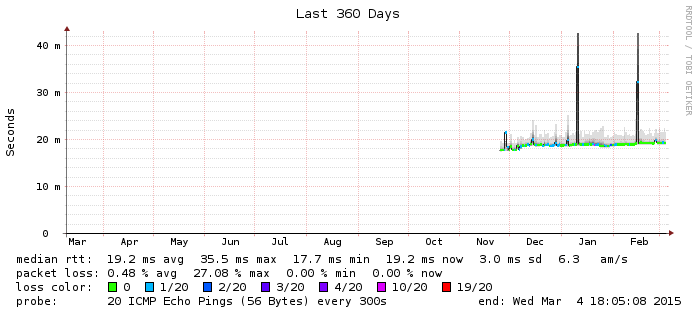 Last 360 Days
RRDTOOL / TOBI OETIKER
Seconds
40 m
30 m
20 m
10 m
0
Mar Apr May Jun Jul Aug Sep Oct Nov Dec Jan Feb
median rtt: 19.2 ms avg 35.5 ms max 17.7 ms min 19.2 ms now 3.0 ms sd 6.3 am/s
packet loss: 0.48 % avg 27.08 % max 0.00 % min 0.00 % now
loss color: 0 1/20 2/20 3/20 4/20 10/20 19/20
probe: 20 ICMP Echo Pings (56 Bytes) every 300s end: Wed Mar 4 18:05:08 2015